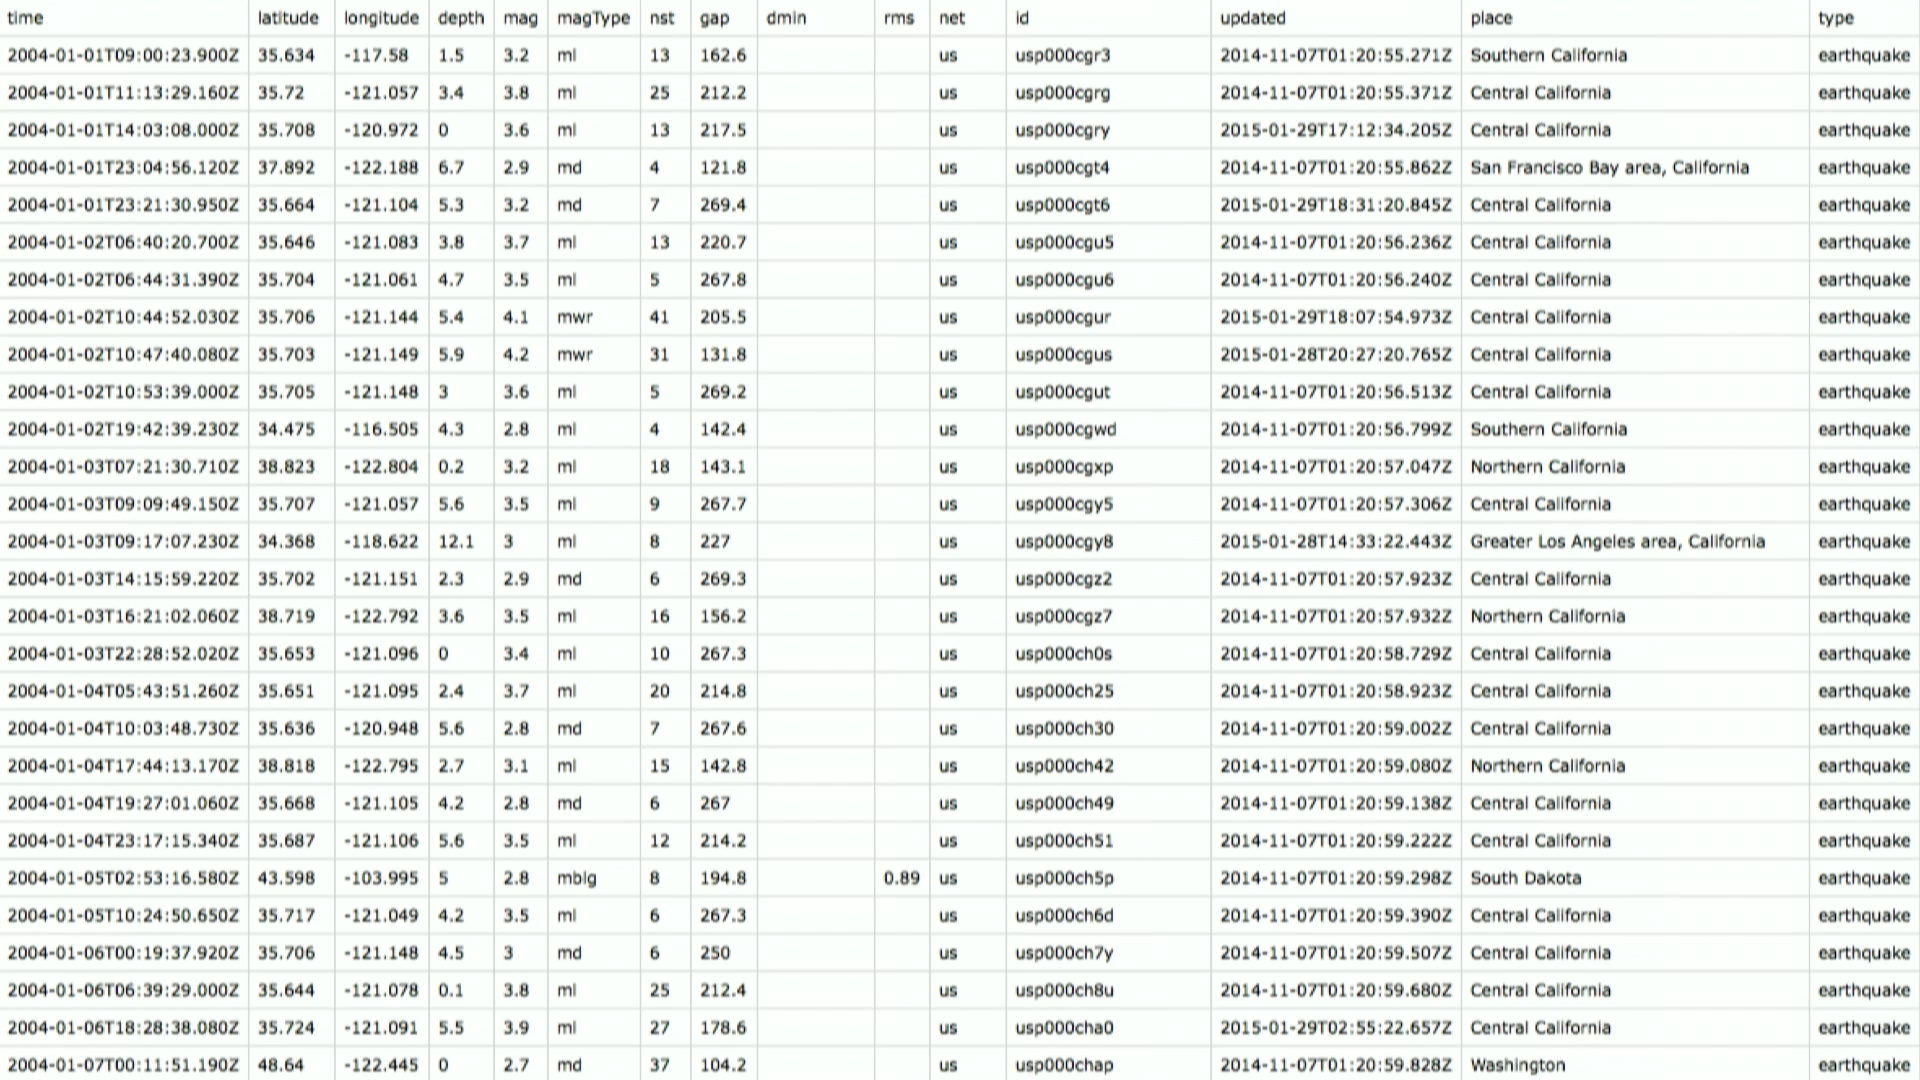 time latitude longitude depth mag magType nst gap dmin rms net id updated place type
2004-01-01T09:00:23.900Z 35.634 -117.58 1.5 3.2 ml 13 162.6 us usp000cgr3 2014-11-07T01:20:55.271Z Southern California earthquake
2004-01-01T11:13:29.160Z 35.72 -121.057 3.4 3.8 ml 25 212.2 us usp000cgrg 2014-11-07T01:20:55.371Z Central California earthquake
2004-01-01T14:03:08.000Z 35.708 -120.972 0 3.6 ml 13 217.5 us usp000cgry 2015-01-29T17:12:34.205Z Central California earthquake
2004-01-01T23:04:56.120Z 37.892 -122.188 6.7 2.9 md 4 121.8 us usp000cgt4 2014-11-07T01:20:55.862Z San Francisco Bay area, California earthquake
2004-01-01T23:21:30.950Z 35.664 -121.104 5.3 3.2 md 7 269.4 us usp000cgt6 2015-01-29T18:31:20.845Z Central California earthquake
2004-01-02T06:40:20.700Z 35.646 -121.083 3.8 3.7 ml 13 220.7 us usp000cgu5 2014-11-07T01:20:56.236Z Central California earthquake
2004-01-02T06:44:31.390Z 35.704 -121.061 4.7 3.5 ml 5 267.8 us usp000cgu6 2014-11-07T01:20:56.240Z Central California earthquake
2004-01-02T10:44:52.030Z 35.706 -121.144 5.4 4.1 mwr 41 205.5 us usp000cgur 2015-01-29T18:07:54.973Z Central California earthquake
2004-01-02T10:47:40.080Z 35.703 -121.149 5.9 4.2 mwr 31 131.8 us usp000cgus 2015-01-28T20:27:20.765Z Central California earthquake
2004-01-02T10:53:39.000Z 35.705 -121.148 3 3.6 ml 5 269.2 us usp000cgut 2014-11-07T01:20:56.513Z Central California earthquake
2004-01-02T19:42:39.230Z 34.475 -116.505 4.3 2.8 ml 4 142.4 us usp000cgwd 2014-11-07T01:20:56.799Z Southern California earthquake
2004-01-03T07:21:30.710Z 38.823 -122.804 0.2 3.2 ml 18 143.1 us usp000cgxp 2014-11-07T01:20:57.047Z Northern California earthquake
2004-01-03T09:09:49.150Z 35.707 -121.057 5.6 3.5 ml 9 267.7 us usp000cgy5 2014-11-07T01:20:57.306Z Central California earthquake
2004-01-03T09:17:07.230Z 34.368 -118.622 12.1 3 ml 8 227 us usp000cgy8 2015-01-28T14:33:22.443Z Greater Los Angeles area, California earthquake
2004-01-03T14:15:59.220Z 35.702 -121.151 2.3 2.9 md 6 269.3 us usp000cgz2 2014-11-07T01:20:57.923Z Central California earthquake
2004-01-03T16:21:02.060Z 38.719 -122.792 3.6 3.5 ml 16 156.2 us usp000cgz7 2014-11-07T01:20:57.932Z Northern California earthquake
2004-01-03T22:28:52.020Z 35.653 -121.096 0 3.4 ml 10 267.3 us usp000ch0s 2014-11-07T01:20:58.729Z Central California earthquake
2004-01-04T05:43:51.260Z 35.651 -121.095 2.4 3.7 ml 20 214.8 us usp000ch25 2014-11-07T01:20:58.923Z Central California earthquake
2004-01-04T10:03:48.730Z 35.636 -120.948 5.6 2.8 md 7 267.6 us usp000ch30 2014-11-07T01:20:59.002Z Central California earthquake
2004-01-04T17:44:13.170Z 38.818 -122.795 2.7 3.1 ml 15 142.8 us usp000ch42 2014-11-07T01:20:59.080Z Northern California earthquake
2004-01-04T19:27:01.060Z 35.668 -121.105 4.2 2.8 md 6 267 us usp000ch49 2014-11-07T01:20:59.138Z Central California earthquake
2004-01-04T23:17:15.340Z 35.687 -121.106 5.6 3.5 ml 12 214.2 us usp000ch51 2014-11-07T01:20:59.222Z Central California earthquake
2004-01-05T02:53:16.580Z 43.598 -103.995 5 2.8 mblg 8 194.8 0.89 us usp000ch5p 2014-11-07T01:20:59.298Z South Dakota earthquake
2004-01-05T10:24:50.650Z 35.717 -121.049 4.2 3.5 ml 6 267.3 us usp000ch6d 2014-11-07T01:20:59.390Z Central California earthquake
2004-01-06T00:19:37.920Z 35.706 -121.148 4.5 3 md 6 250 us usp000ch7y 2014-11-07T01:20:59.507Z Central California earthquake
2004-01-06T06:39:29.000Z 35.644 -121.078 0.1 3.8 ml 25 212.4 us usp000ch8u 2014-11-07T01:20:59.680Z Central California earthquake
2004-01-06T18:28:38.080Z 35.724 -121.091 5.5 3.9 ml 27 178.6 us usp000cha0 2015-01-29T02:55:22.657Z Central California earthquake
2004-01-07T00:11:51.190Z 48.64 -122.445 0 2.7 md 37 104.2 us usp000chap 2014-11-07T01:20:59.828Z Washington earthquake